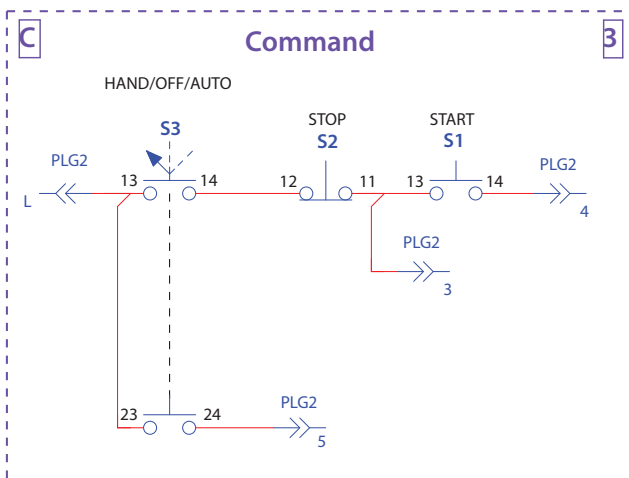 C Command 3
HAND/OFF/AUTO
S3
STOP
S2
START
S1
PLG2
L
13 14
12 11
13 14
PLG2
4
PLG2
3
23 24
PLG2
5